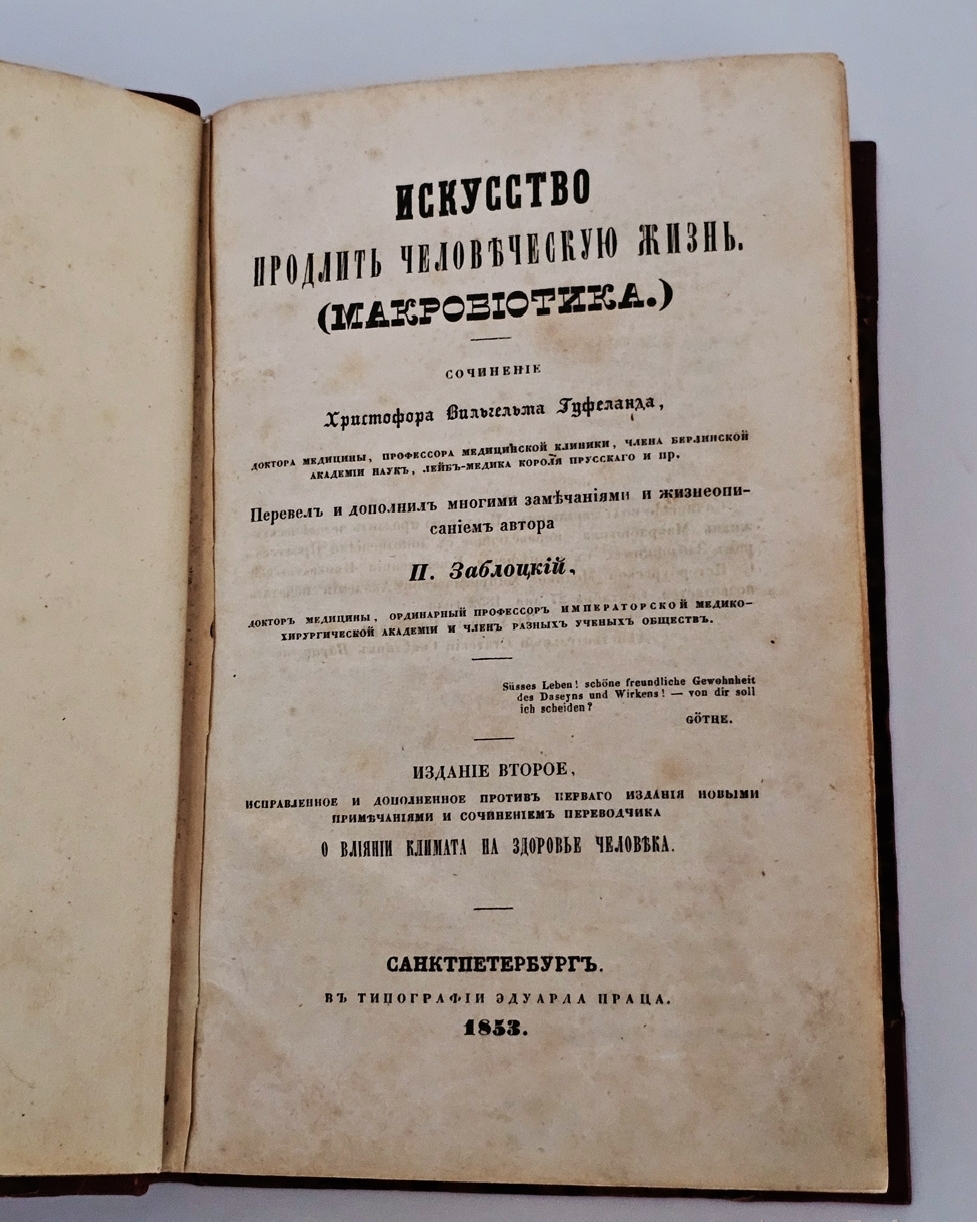 ИСКУССТВО
ПРОДЛИТЬ ЧЕЛОВѢЧЕСКУЮ ЖИЗНЬ.
(МАКРОБІОТИКА.)
СОЧИНЕНІЕ
Христофора Вильгельма Гуфеланда,
ДОКТОРА МЕДИЦИНЫ, ПРОФЕССОРА МЕДИЦИНСКОЙ КЛИНИКИ, ЧЛЕНА БЕРЛИНСКОЙ
АКАДЕМІИ НАУКЪ, ЛЕЙБЪ-МЕДИКА КОРОЛЯ ПРУССКАГО И ПР.
Перевелъ и дополнилъ многими замѣчаніями и жизнеопи-
саніемъ автора
П. Заблоцкій,
ДОКТОРЪ МЕДИЦИНЫ, ОРДИНАРНЫЙ ПРОФЕССОРЪ ИМПЕРАТОРСКОЙ МЕДИКО-
ХИРУРГИЧЕСКОЙ АКАДЕМІИ И ЧЛЕНЪ РАЗНЫХЪ УЧЕНЫХЪ ОБЩЕСТВЪ.
Süsses Leben! schöne freundliche Gewohnheit
des Daseyns und Wirkens! — von dir soll
ich scheiden?
GÖTHE.
ИЗДАНІЕ ВТОРОЕ,
ИСПРАВЛЕННОЕ И ДОПОЛНЕННОЕ ПРОТИВЪ ПЕРВАГО ИЗДАНІЯ НОВЫМИ
ПРИМѢЧАНІЯМИ И СОЧИНЕНІЕМЪ ПЕРЕВОДЧИКА
О ВЛІЯНІИ КЛИМАТА НА ЗДОРОВЬЕ ЧЕЛОВѢКА.
САНКТПЕТЕРБУРГЪ.
ВЪ ТИПОГРАФІИ ЭДУАРДА ПРАЦА.
1853.